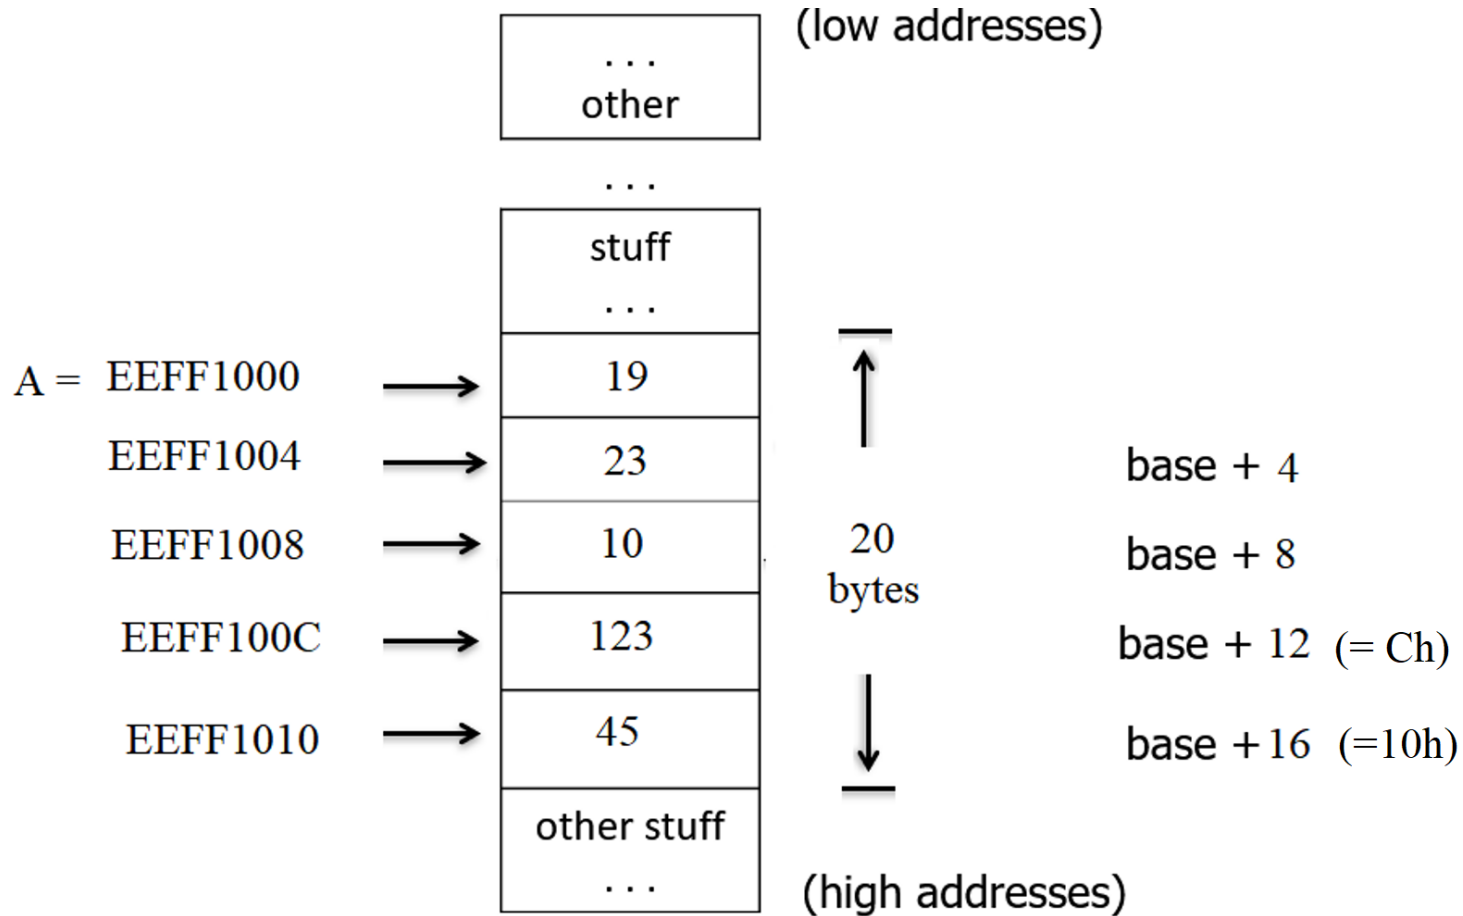 (low addresses)
. . .
other
. . .
stuff
. . .
A = EEFF1000
19
EEFF1004
23
base + 4
EEFF1008
10
20
bytes
base + 8
EEFF100C
123
base + 12 (= Ch)
EEFF1010
45
base +16 (=10h)
other stuff
. . .
(high addresses)